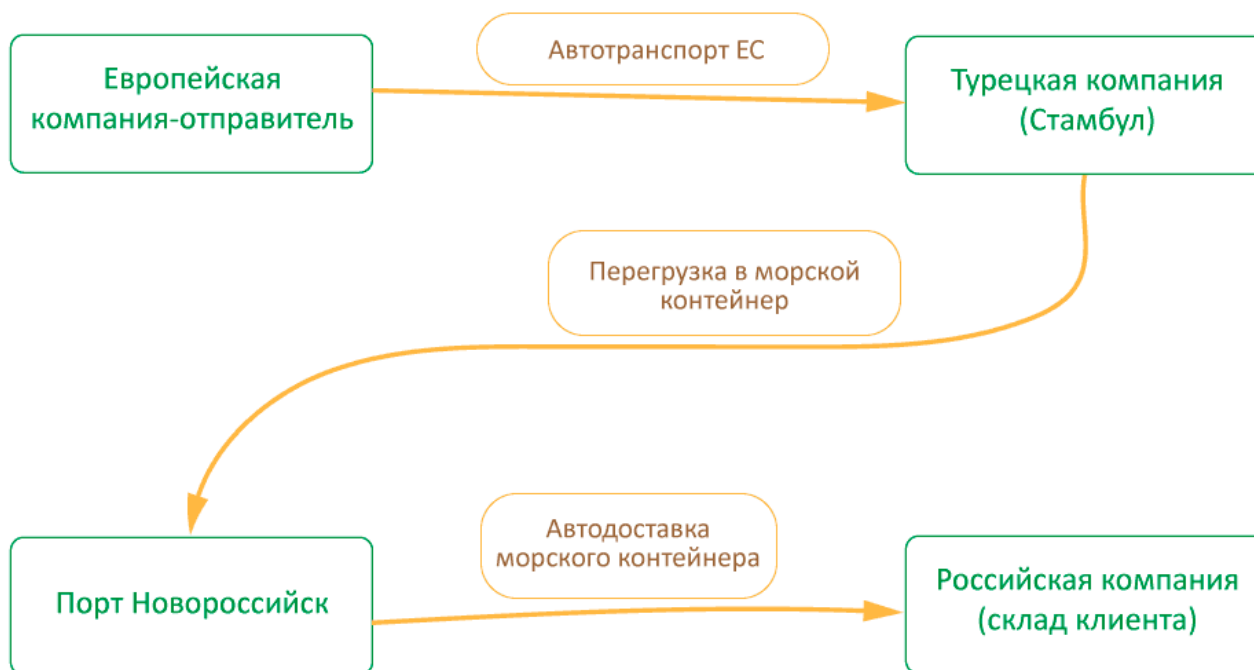 Европейская
компания-отправитель
Автотранспорт ЕС
Турецкая компания
(Стамбул)
Перегрузка в морской
контейнер
Порт Новороссийск
Автодоставка
морского контейнера
Российская компания
(склад клиента)